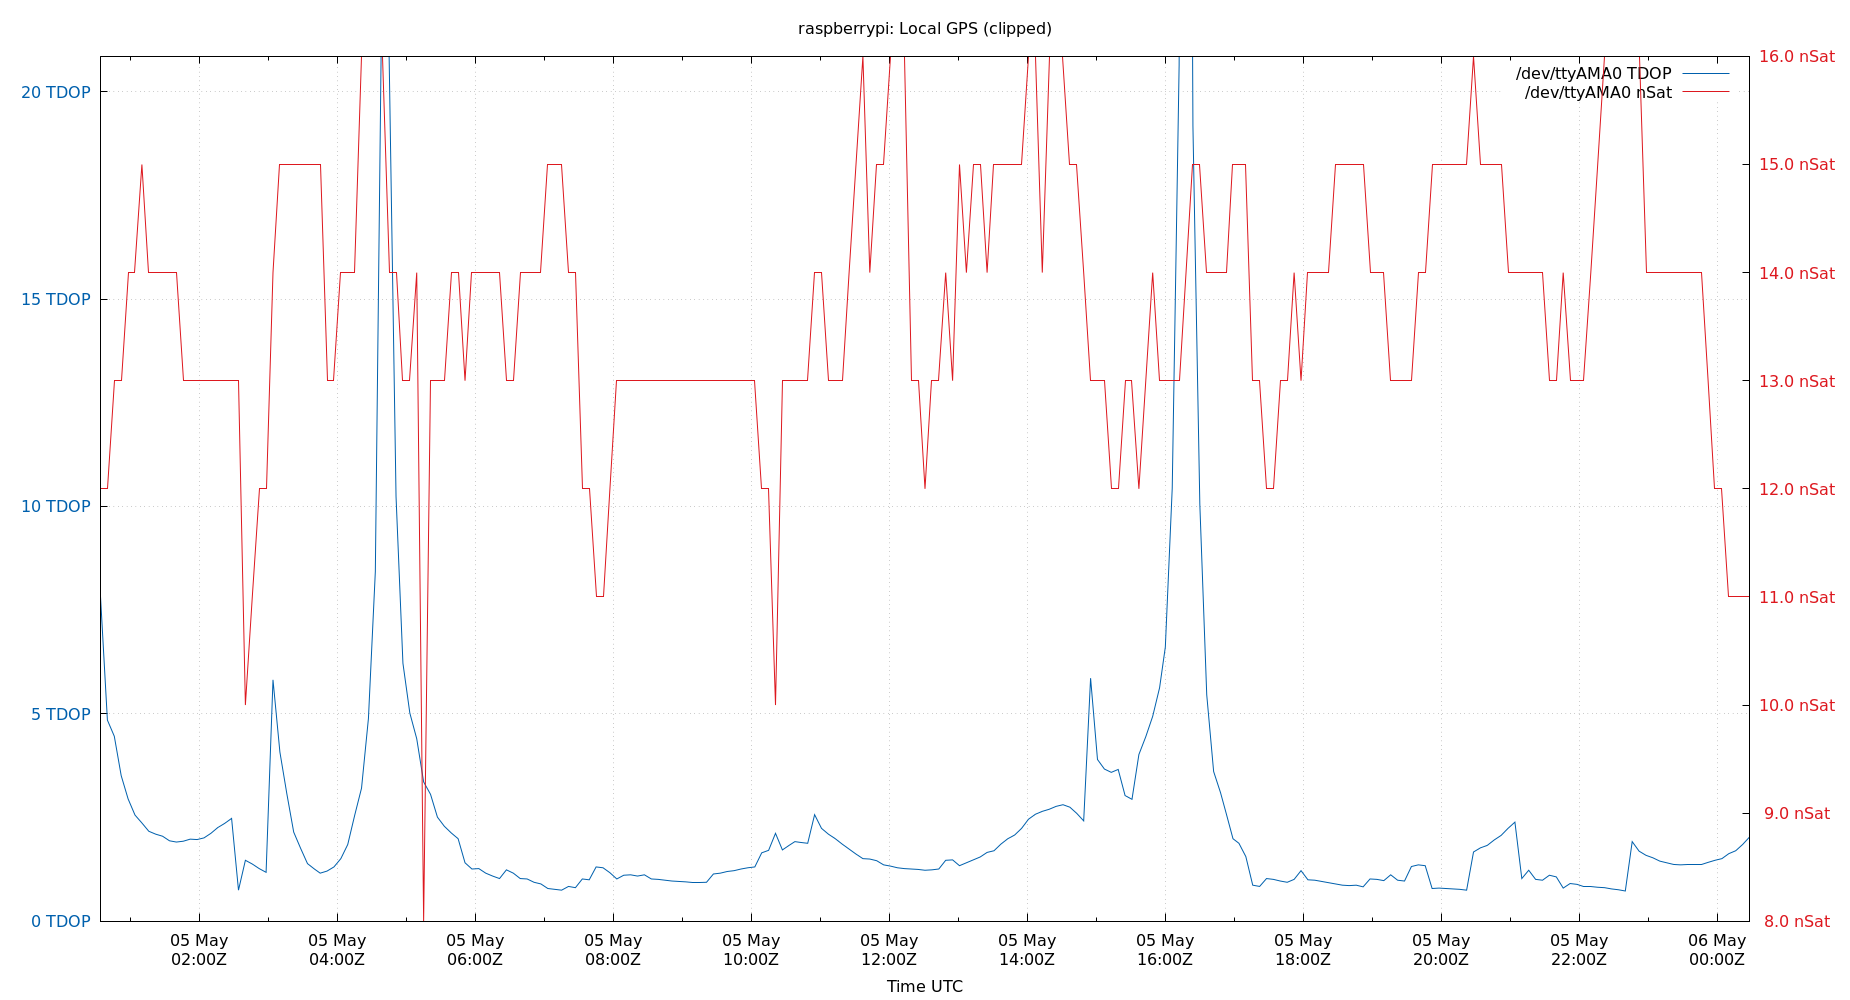 raspberrypi: Local GPS (clipped)
/dev/ttyAMA0 TDOP
/dev/ttyAMA0 nSat
20 TDOP
15 TDOP
10 TDOP
5 TDOP
0 TDOP
16.0 nSat
15.0 nSat
14.0 nSat
13.0 nSat
12.0 nSat
11.0 nSat
10.0 nSat
9.0 nSat
8.0 nSat
05 May 05 May 05 May 05 May 05 May 05 May 05 May 05 May 05 May 05 May 05 May 06 May
02:00Z 04:00Z 06:00Z 08:00Z 10:00Z 12:00Z 14:00Z 16:00Z 18:00Z 20:00Z 22:00Z 00:00Z
Time UTC